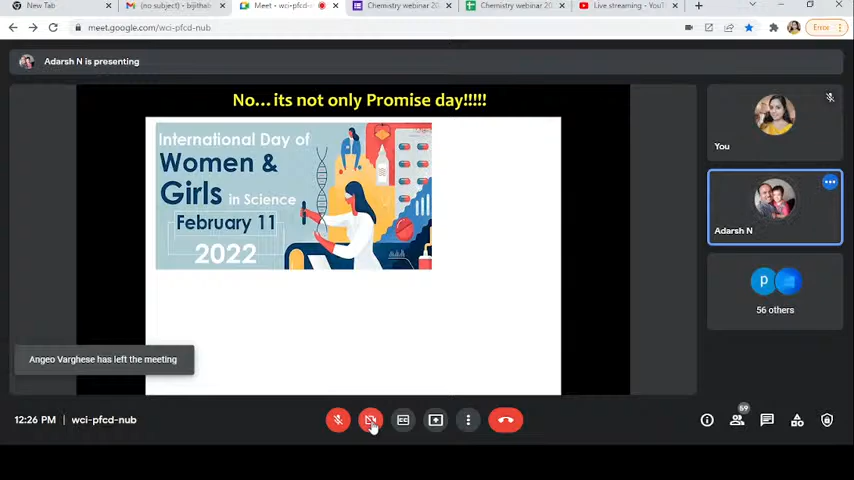 New Tab
(no subject) - bijithab
Meet - wci-pfcd-
Chemistry webinar 20
Chemistry webinar 20
Live streaming - YouT
meet.google.com/wci-pfcd-nub
Error
Adarsh N is presenting
No...its not only Promise day!!!!!
International Day of
Women &
Girls in Science
February 11
2022
You
Adarsh N
p
56 others
Angeo Varghese has left the meeting
12:26 PM | wci-pfcd-nub
59